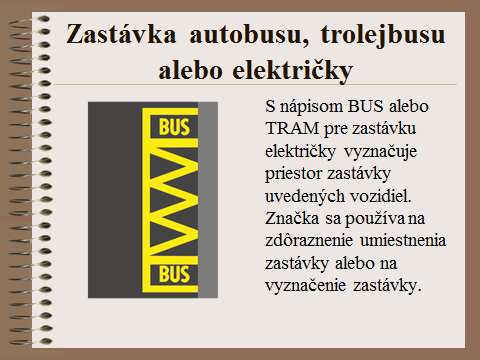 Zastávka autobusu, trolejbusu
alebo električky
BUS
BUS
S nápisom BUS alebo
TRAM pre zastávku
električky vyznačuje
priestor zastávky
uvedených vozidiel.
Značka sa používa na
zdôraznenie umiestnenia
zastávky alebo na
vyznačenie zastávky.